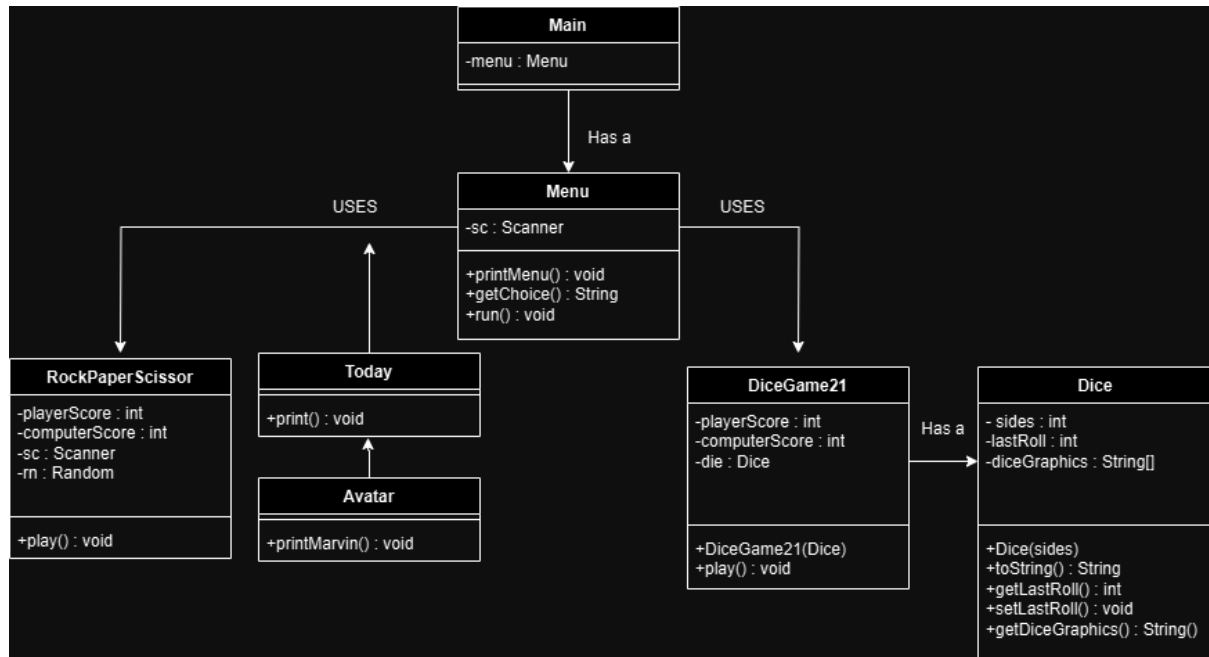 Main
-menu : Menu
Has a
Menu
-sc : Scanner
+printMenu() : void
+getChoice() : String
+run() : void
USES
USES
RockPaperScissor
-playerScore : int
-computerScore : int
-sc : Scanner
-rn : Random
+play() : void
Today
+print() : void
Avatar
+printMarvin() : void
DiceGame21
-playerScore : int
-computerScore : int
-die : Dice
+DiceGame21(Dice)
+play() : void
Has a
Dice
- sides : int
-lastRoll : int
-diceGraphics : String[]
+Dice(sides)
+toString() : String
+getLastRoll() : int
+setLastRoll() : void
+getDiceGraphics() : String()